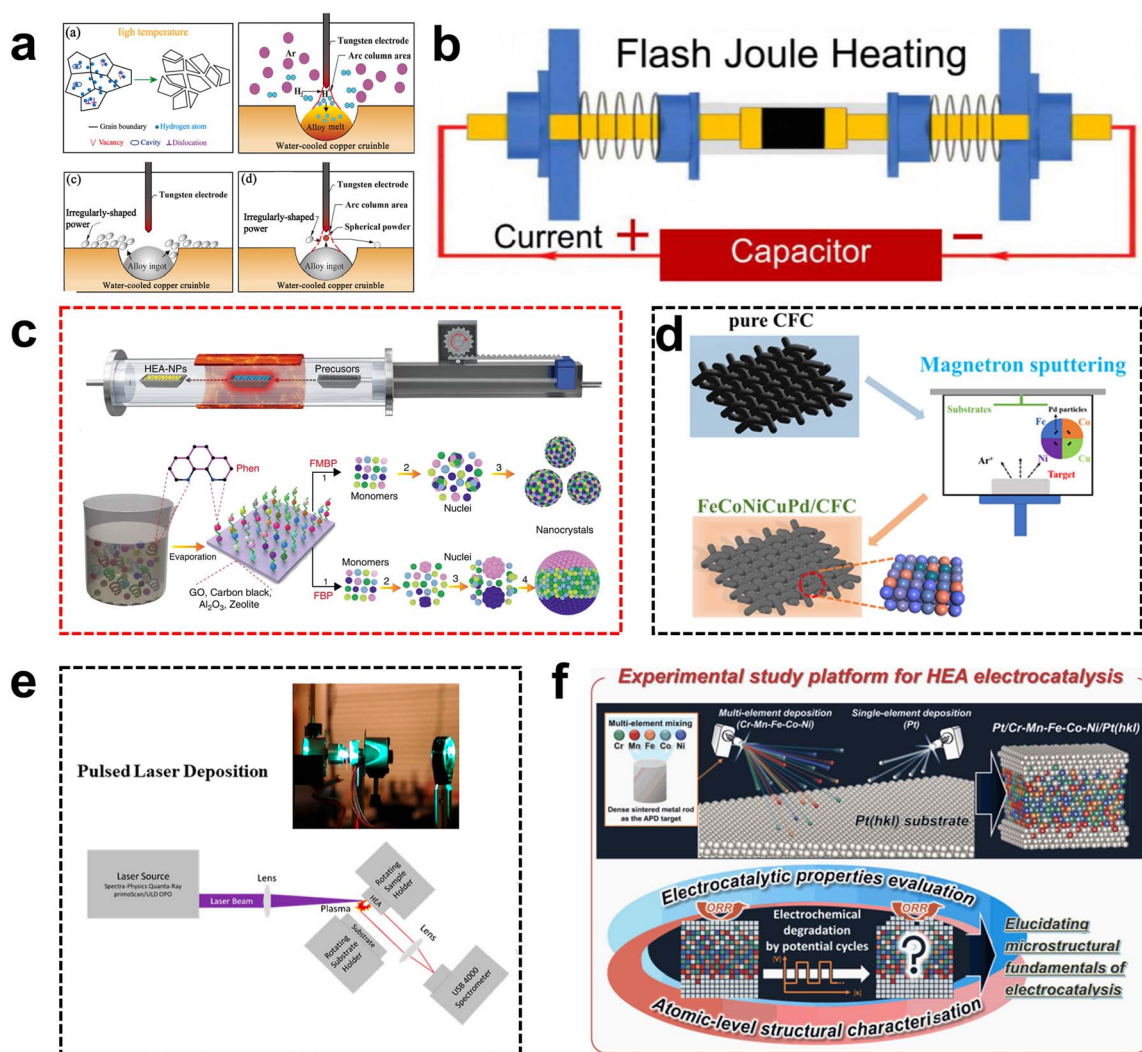 a
(a)
ligh temperature
Grain boundary
Hydrogen atom
Vacancy
Cavity
Dislocation
Ar
Tungsten electrode
Arc column area
H₂
H
Alloy melt
Water-cooled copper cruinble
(c)
Tungsten electrode
Irregularly-shaped
power
Alloy ingot
Water-cooled copper cruinble
(d)
Tungsten electrode
Arc column area
Irregularly-shaped
power
Spherical powder
Alloy ingot
Water-cooled copper cruinble
b
Flash Joule Heating
Current + Capacitor −
c
HEA-NPs
Precusors
Phen
Evaporation
GO, Carbon black,
Al₂O₃, Zeolite
FMBP
1
Monomers
2
Nuclei
3
Nanocrystals
FBP
1
Monomers
2
3
Nuclei
4
d
pure CFC
Magnetron sputtering
Substrates
Pd particles
Fe
Co
Ni
Cu
Ar⁺
Target
FeCoNiCuPd/CFC
e
Pulsed Laser Deposition
Laser Source
Spectra-Physics Quanta-Ray
primoScan/ULD OPO
Laser Beam
Lens
Plasma
HEA
Rotating
Sample
Holder
Substrate
Rotating
Substrate
Holder
Lens
USB 4000
Spectrometer
f
Experimental study platform for HEA electrocatalysis
Multi-element mixing
Cr Mn Fe Co Ni
Dense sintered metal rod
as the APD target
Multi-element deposition
(Cr-Mn-Fe-Co-Ni)
Single-element deposition
(Pt)
Pt(hkl) substrate
Pt/Cr-Mn-Fe-Co-Ni/Pt(hkl)
Electrocatalytic properties evaluation
ORR
Electrochemical
degradation
by potential cycles
[V]
[s]
ORR
?
Atomic-level structural characterisation
Elucidating
microstructural
fundamentals of
electrocatalysis